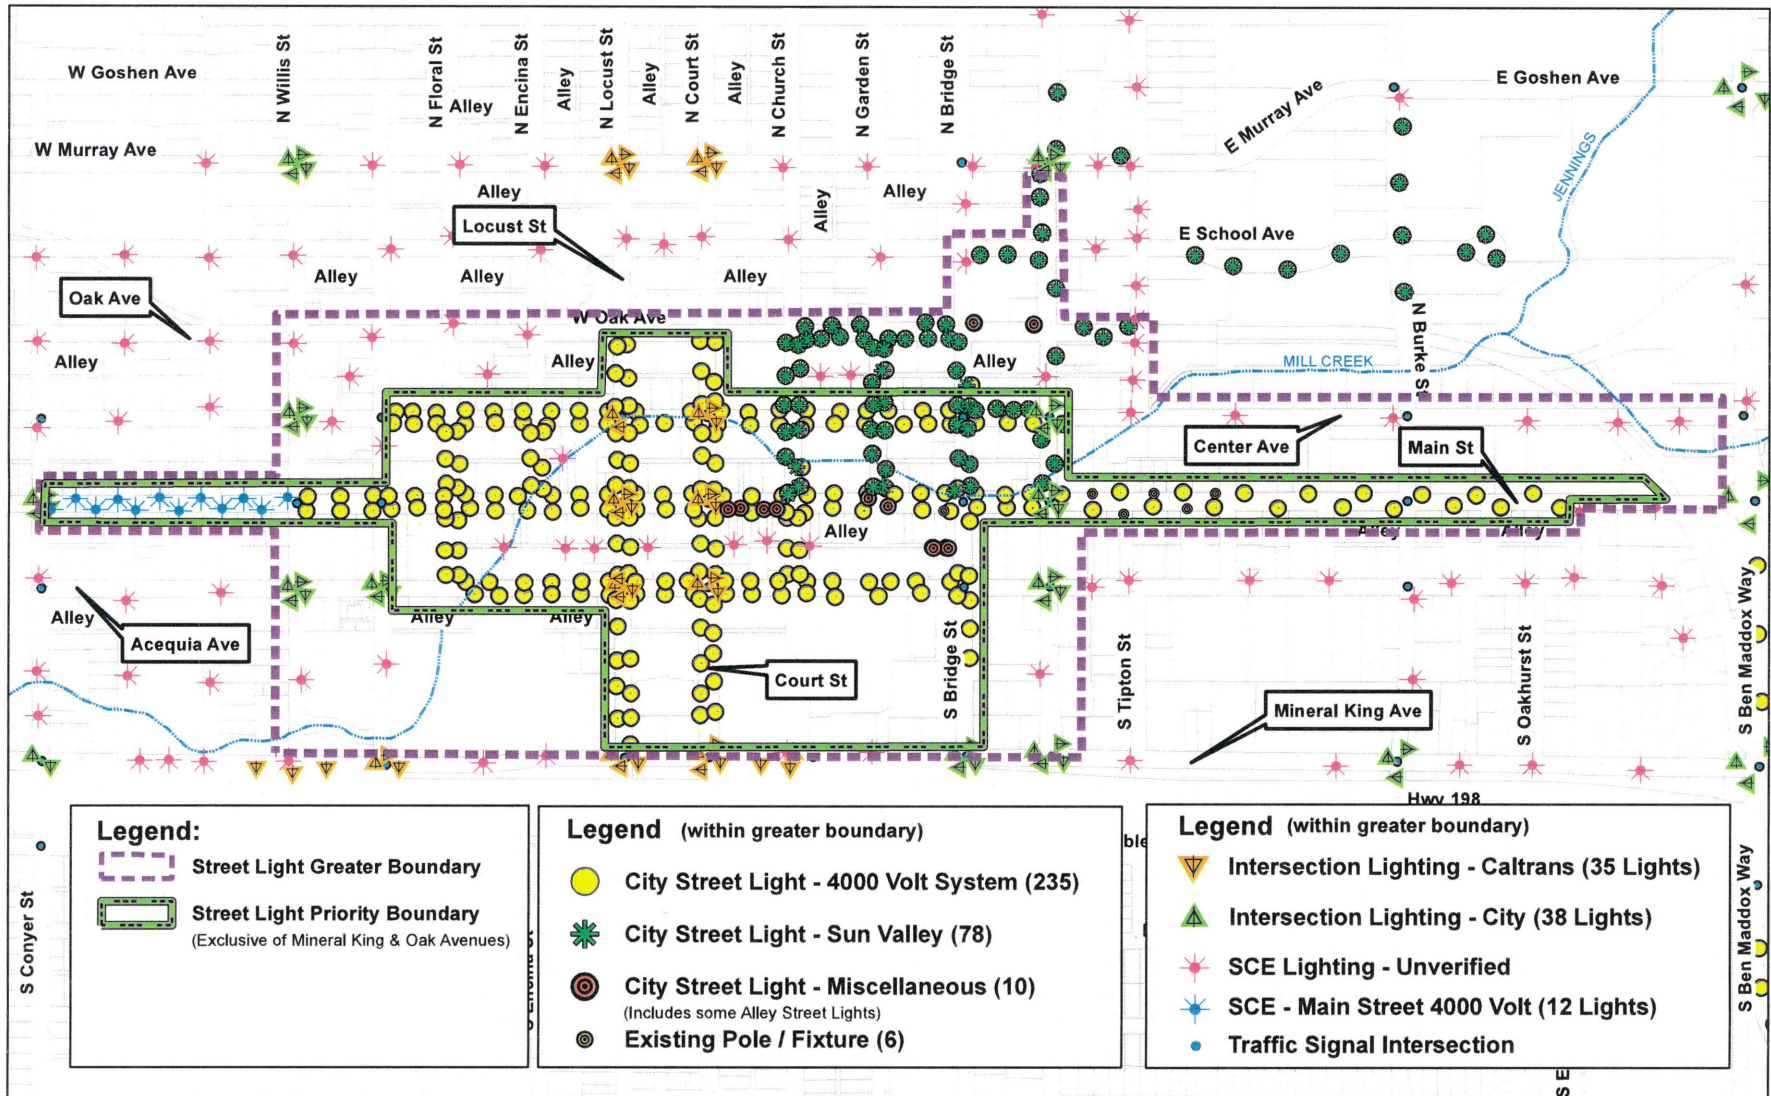 W Goshen Ave
N Willis St
N Floral St
Alley
N Encina St
Alley
N Locust St
Alley
N Court St
Alley
N Church St
N Garden St
N Bridge St
E Murray Ave
E Goshen Ave
W Murray Ave
JENNINGS
Alley
Alley
Alley
Locust St
E School Ave
Alley
Alley
Alley
Oak Ave
W Oak Ave
N Burke St
Alley
Alley
Alley
MILL CREEK
Center Ave
Main St
Alley
Alley
Alley
Alley
Acequia Ave
Alley
Alley
Court St
S Bridge St
S Tipton St
Mineral King Ave
S Oakhurst St
S Ben Maddox Way
Hwy 198
Legend:
Street Light Greater Boundary
Street Light Priority Boundary
(Exclusive of Mineral King & Oak Avenues)
Legend (within greater boundary)
City Street Light - 4000 Volt System (235)
City Street Light - Sun Valley (78)
City Street Light - Miscellaneous (10)
(Includes some Alley Street Lights)
Existing Pole / Fixture (6)
Legend (within greater boundary)
Intersection Lighting - Caltrans (35 Lights)
Intersection Lighting - City (38 Lights)
SCE Lighting - Unverified
SCE - Main Street 4000 Volt (12 Lights)
Traffic Signal Intersection
S Conyer St
S Ben Maddox Way